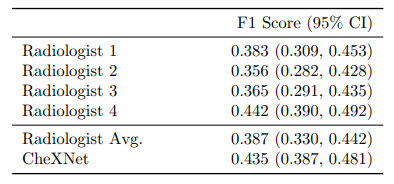 F1 Score (95% CI)
Radiologist 1 0.383 (0.309, 0.453)
Radiologist 2 0.356 (0.282, 0.428)
Radiologist 3 0.365 (0.291, 0.435)
Radiologist 4 0.442 (0.390, 0.492)
Radiologist Avg. 0.387 (0.330, 0.442)
CheXNet 0.435 (0.387, 0.481)